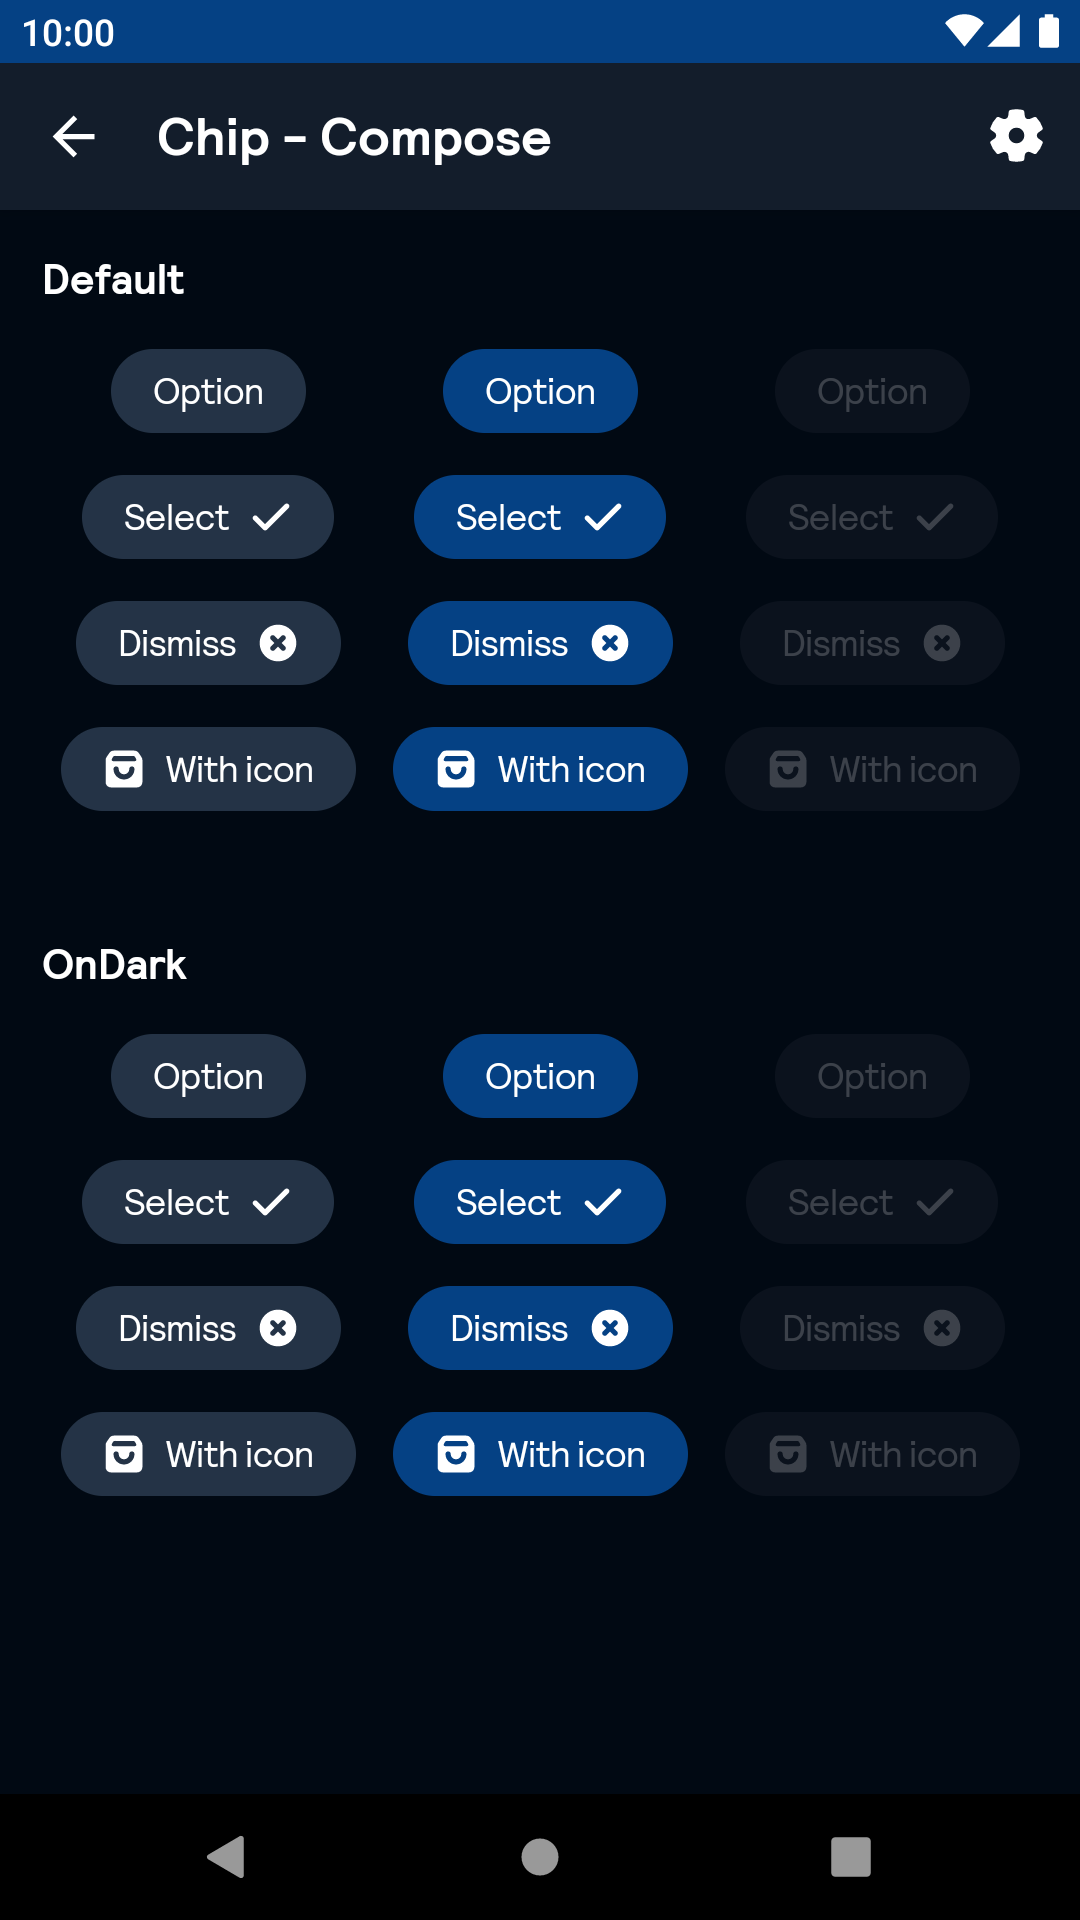 10:00
Chip - Compose
Default
Option Option Option
Select Select Select
Dismiss Dismiss Dismiss
With icon With icon With icon
OnDark
Option Option Option
Select Select Select
Dismiss Dismiss Dismiss
With icon With icon With icon